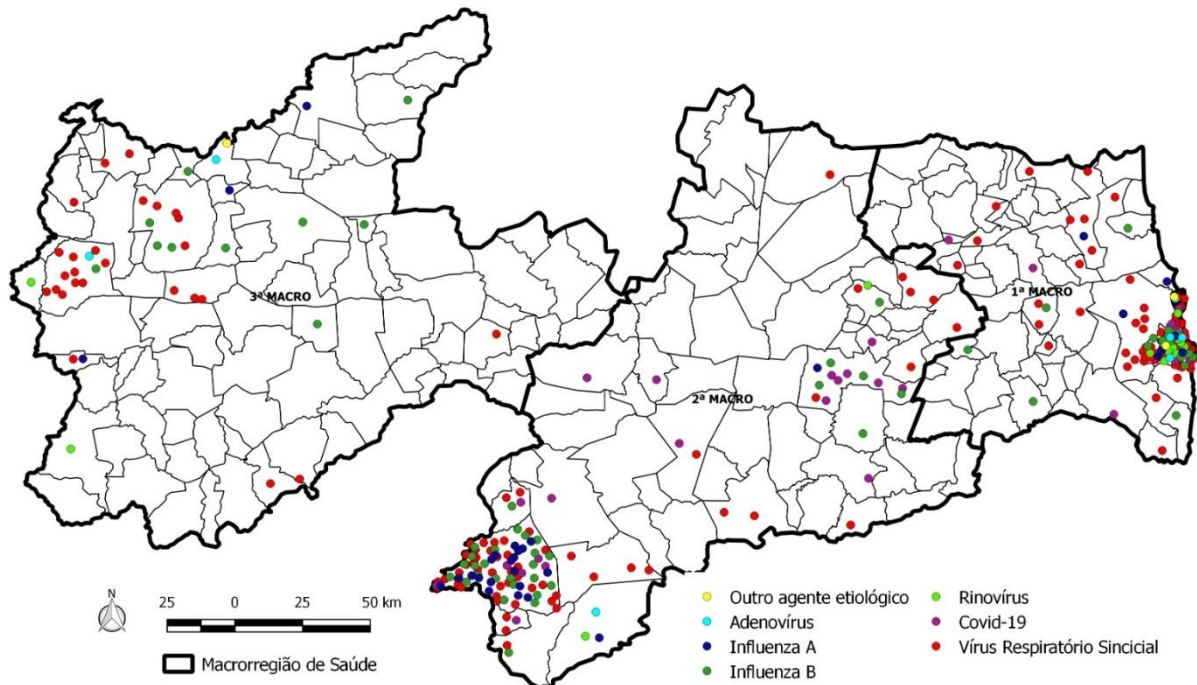 3ª MACRO
1ª MACRO
2ª MACRO
N
25 0 25 50 km
Macrorregião de Saúde
Outro agente etiológico
Adenovírus
Influenza A
Influenza B
Rinovírus
Covid-19
Vírus Respiratório Sincicial